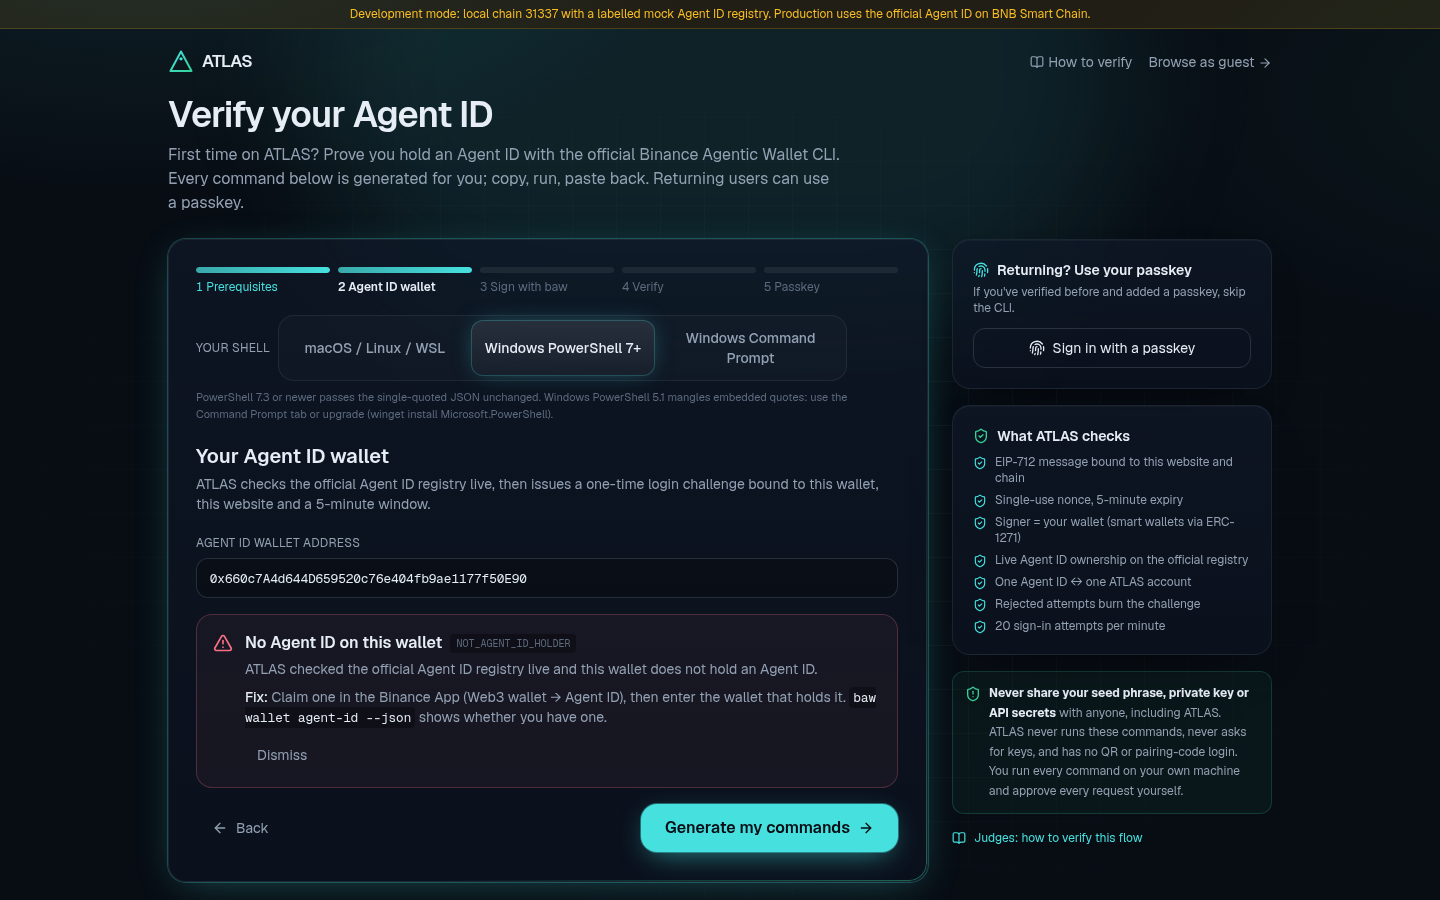 Development mode: local chain 31337 with a labelled mock Agent ID registry. Production uses the official Agent ID on BNB Smart Chain.
ATLAS
How to verify
Browse as guest →
Verify your Agent ID
First time on ATLAS? Prove you hold an Agent ID with the official Binance Agentic Wallet CLI.
Every command below is generated for you; copy, run, paste back. Returning users can use
a passkey.
1 Prerequisites
2 Agent ID wallet
3 Sign with baw
4 Verify
5 Passkey
YOUR SHELL
macOS / Linux / WSL
Windows PowerShell 7+
Windows Command
Prompt
PowerShell 7.3 or newer passes the single-quoted JSON unchanged. Windows PowerShell 5.1 mangles embedded quotes: use the
Command Prompt tab or upgrade (winget install Microsoft.PowerShell).
Your Agent ID wallet
ATLAS checks the official Agent ID registry live, then issues a one-time login challenge bound to this wallet,
this website and a 5-minute window.
AGENT ID WALLET ADDRESS
0x660c7A4d644D659520c76e404fb9ae1177f50E90
No Agent ID on this wallet NOT_AGENT_ID_HOLDER
ATLAS checked the official Agent ID registry live and this wallet does not hold an Agent ID.
Fix: Claim one in the Binance App (Web3 wallet → Agent ID), then enter the wallet that holds it. baw
wallet agent-id --json shows whether you have one.
Dismiss
← Back
Generate my commands →
Returning? Use your passkey
If you've verified before and added a passkey, skip
the CLI.
Sign in with a passkey
What ATLAS checks
EIP-712 message bound to this website and
chain
Single-use nonce, 5-minute expiry
Signer = your wallet (smart wallets via ERC-
1271)
Live Agent ID ownership on the official registry
One Agent ID ↔ one ATLAS account
Rejected attempts burn the challenge
20 sign-in attempts per minute
Never share your seed phrase, private key or
API secrets with anyone, including ATLAS.
ATLAS never runs these commands, never asks
for keys, and has no QR or pairing-code login.
You run every command on your own machine
and approve every request yourself.
Judges: how to verify this flow